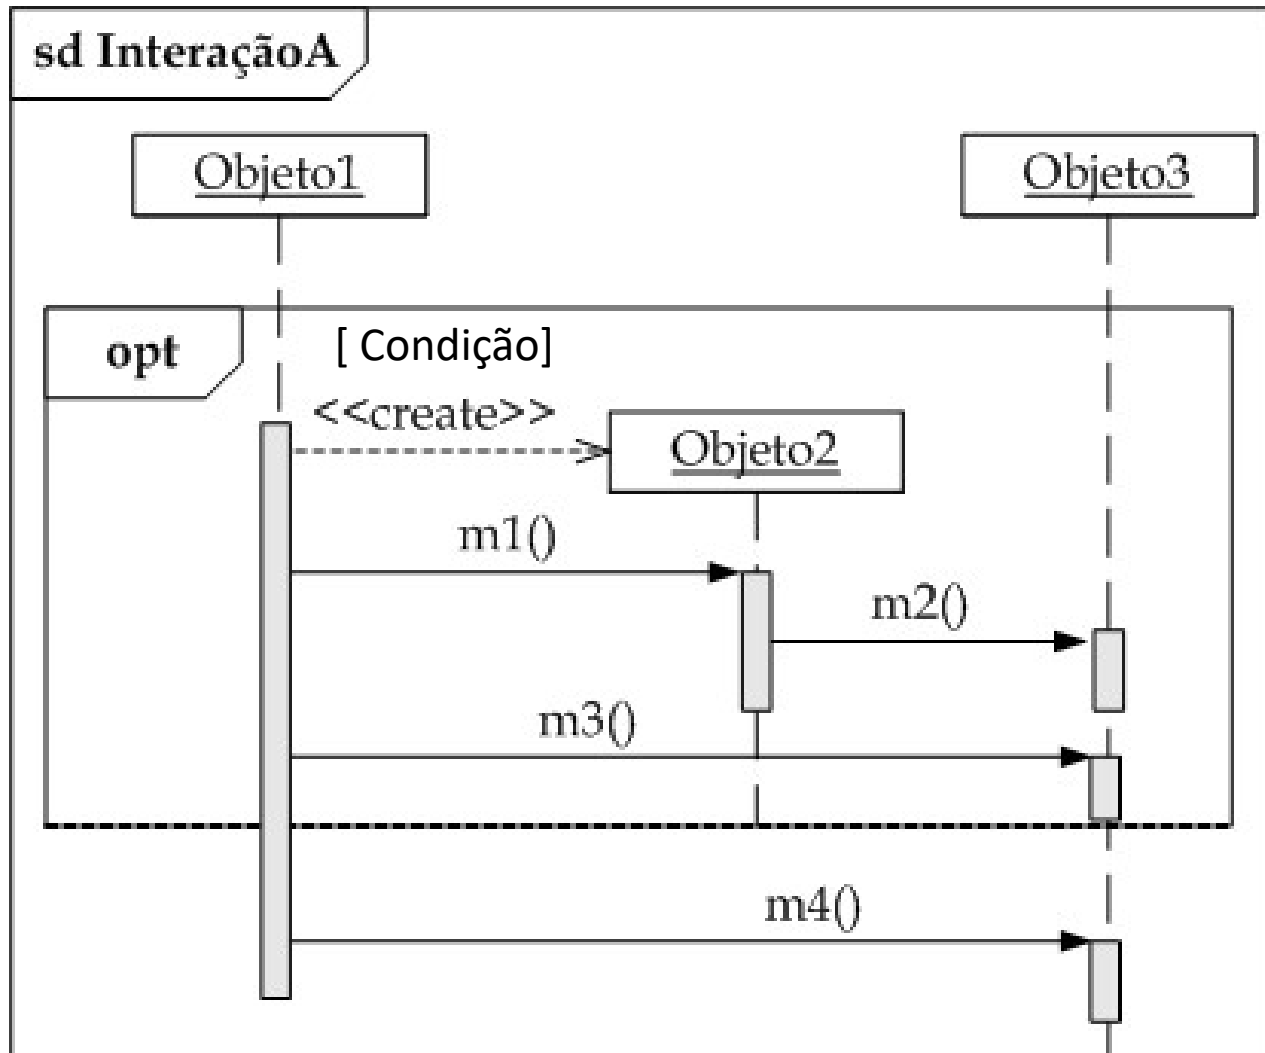 sd InteraçãoA
Objeto1
Objeto3
opt
[ Condição]
<<create>>
Objeto2
m1()
m2()
m3()
m4()